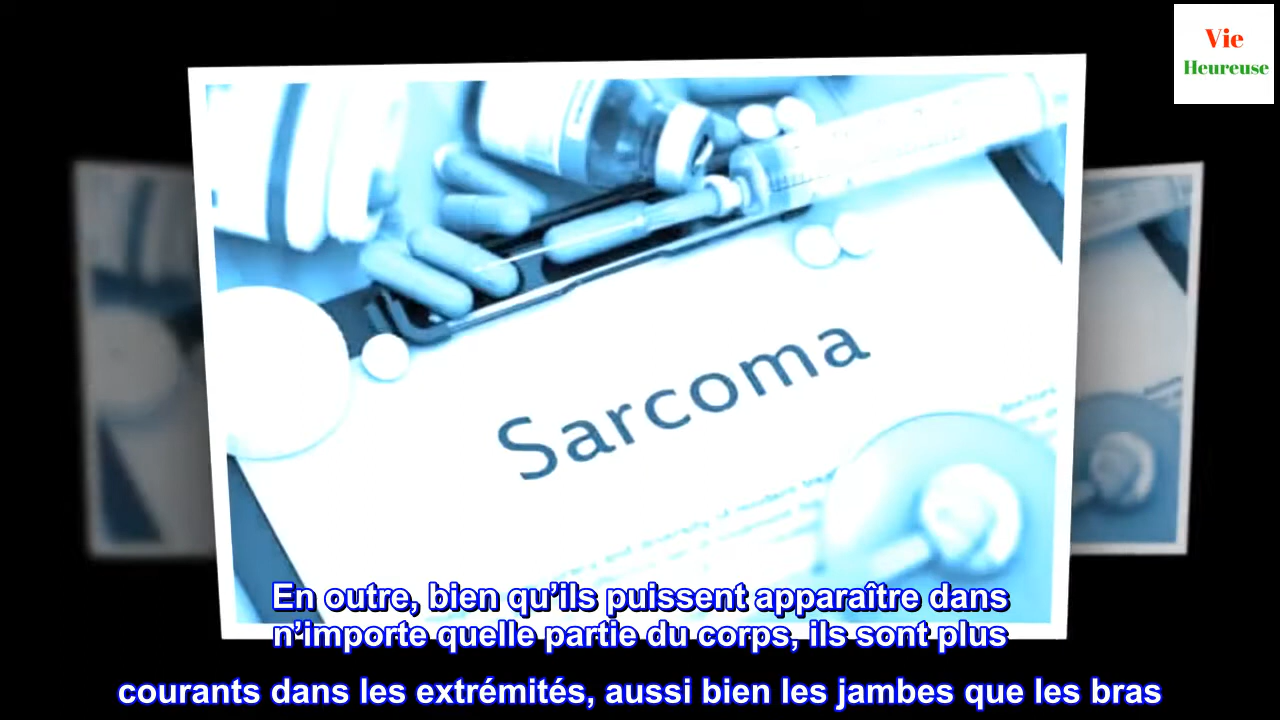 Vie
Heureuse
Sarcoma
En outre, bien qu’ils puissent apparaître dans
n’importe quelle partie du corps, ils sont plus
courants dans les extrémités, aussi bien les jambes que les bras